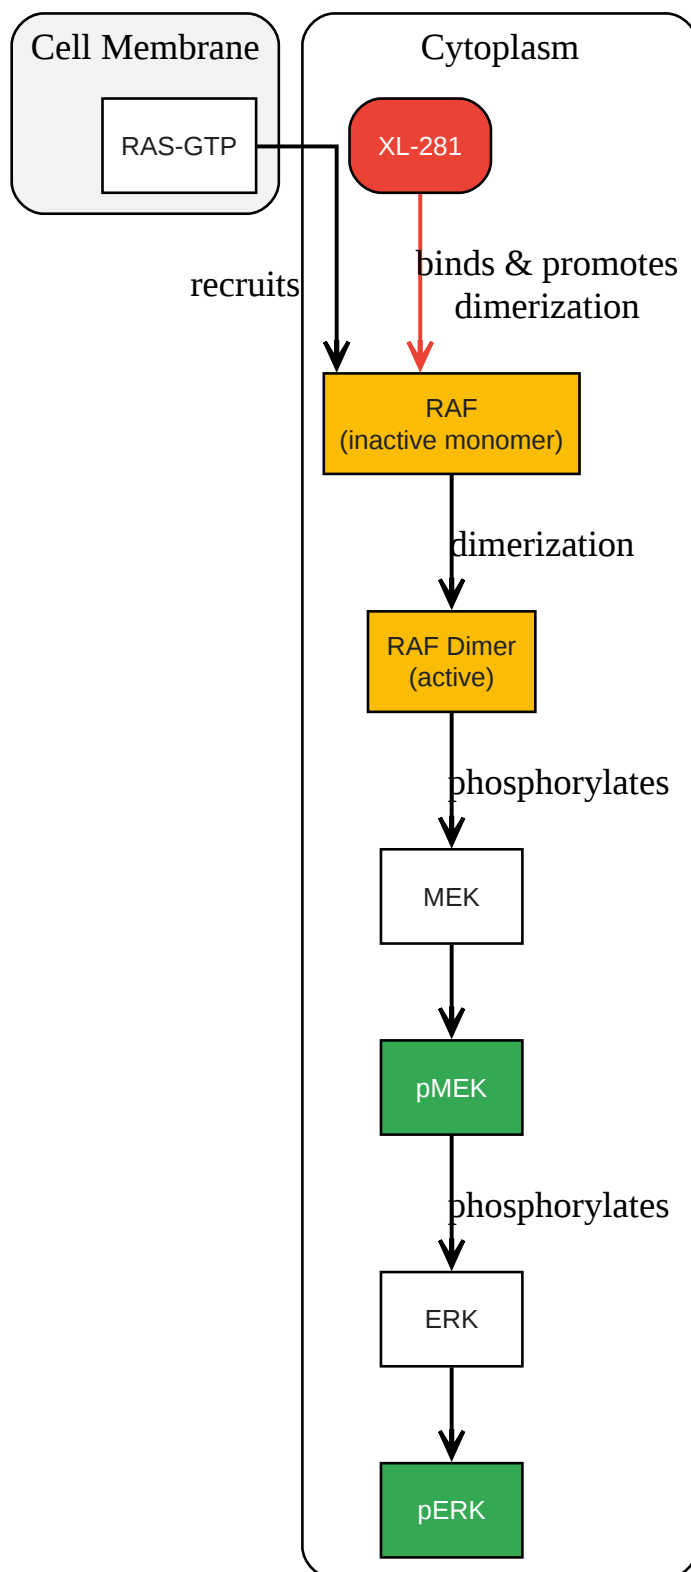 Cell Membrane
Cytoplasm
RAS-GTP
XL-281
recruits
binds & promotes
dimerization
RAF
(inactive monomer)
dimerization
RAF Dimer
(active)
phosphorylates
MEK
pMEK
phosphorylates
ERK
pERK